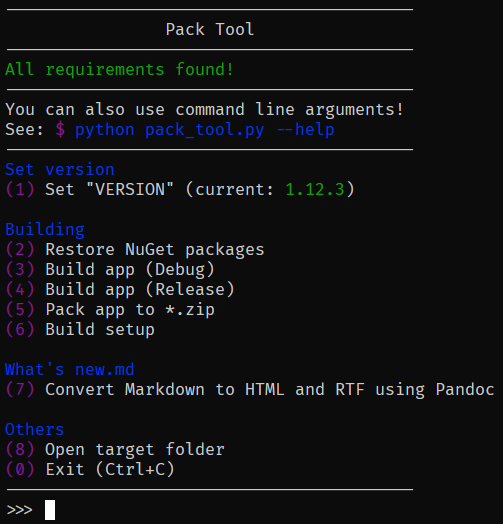 Pack Tool
All requirements found!
You can also use command line arguments!
See: $ python pack_tool.py --help
Set version
(1) Set "VERSION" (current: 1.12.3)
Building
(2) Restore NuGet packages
(3) Build app (Debug)
(4) Build app (Release)
(5) Pack app to *.zip
(6) Build setup
What's new.md
(7) Convert Markdown to HTML and RTF using Pandoc
Others
(8) Open target folder
(0) Exit (Ctrl+C)
>>>